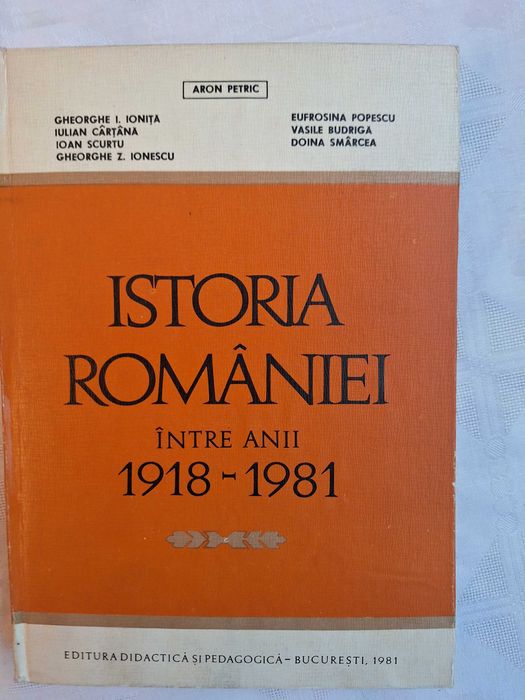 ARON PETRIC
GHEORGHE I. IONIȚA
IULIAN CÂRȚÂNĂ
IOAN SCURTU
GHEORGHE Z. IONESCU
EUFROSINA POPESCU
VASILE BUDRIGA
DOINA SMÂRCEA
ISTORIA
ROMÂNIEI
ÎNTRE ANII
1918-1981
EDITURA DIDACTICĂ ȘI PEDAGOGICĂ – BUCUREȘTI, 1981